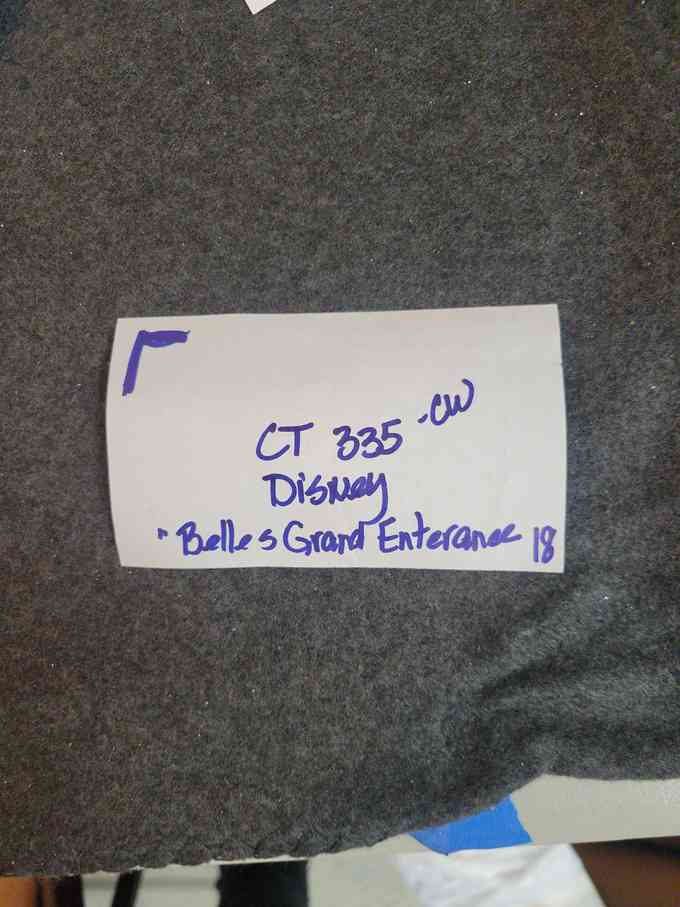 CT 335 -CW
Disney
"Belles Grand Enterance 18